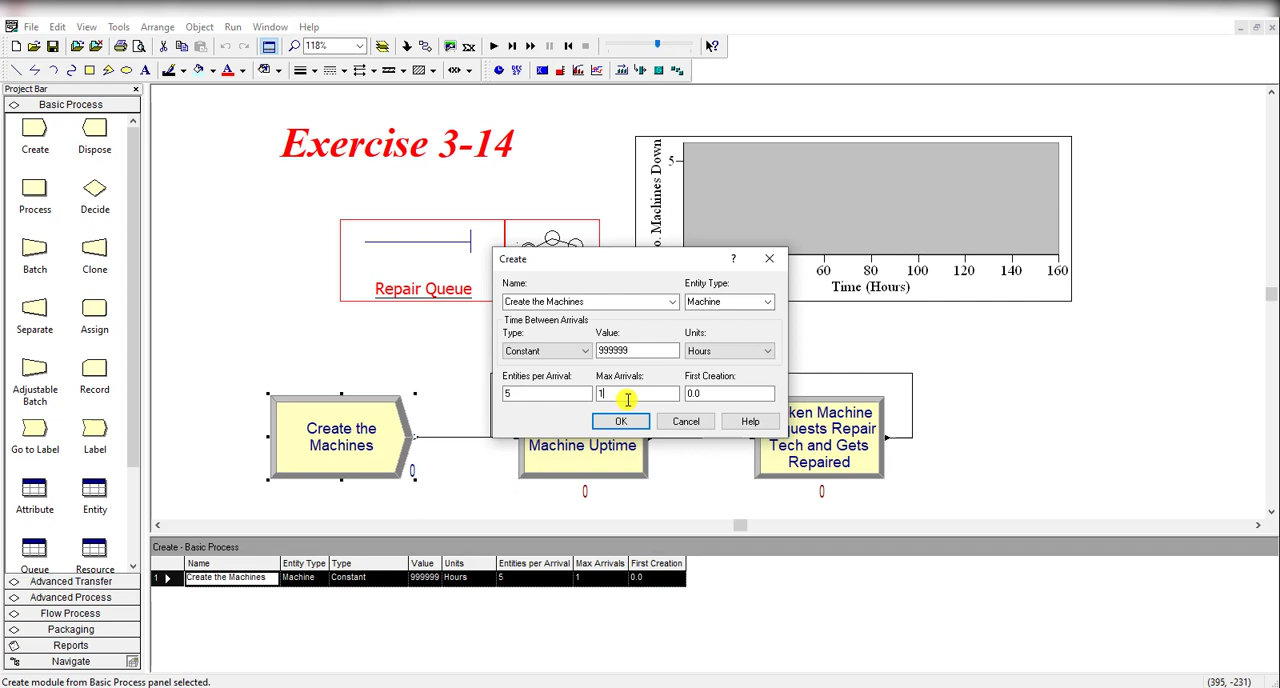 File Edit View Tools Arrange Object Run Window Help
118%
Project Bar
Basic Process
Create Dispose
Process Decide
Batch Clone
Separate Assign
Adjustable Batch Record
Go to Label Label
Attribute Entity
Queue Resource
Advanced Transfer
Advanced Process
Flow Process
Packaging
Reports
Navigate
Exercise 3-14
Repair Queue
o. Machines Down
5
60 80 100 120 140 160
Time (Hours)
Create
Name: Entity Type:
Create the Machines Machine
Time Between Arrivals
Type: Value: Units:
Constant 999999 Hours
Entities per Arrival: Max Arrivals: First Creation:
5 1 0.0
OK Cancel Help
Create the
Machines
0
Machine Uptime
0
ken Machine
quests Repair
Tech and Gets
Repaired
0
Create - Basic Process
Name Entity Type Type Value Units Entities per Arrival Max Arrivals First Creation
1 Create the Machines Machine Constant 999999 Hours 5 1 0.0
Create module from Basic Process panel selected.
(395, -231)